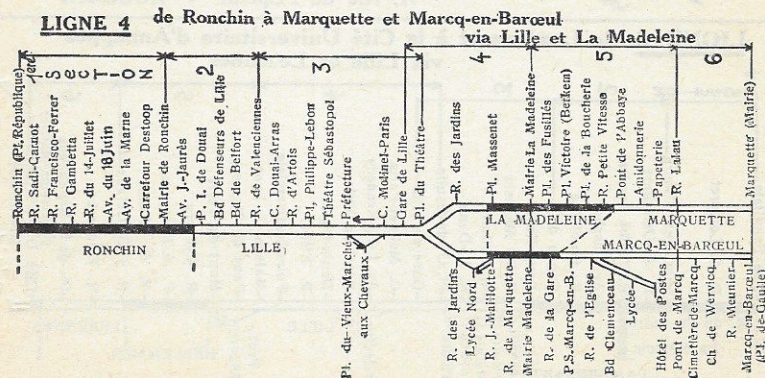 LIGNE 4
de Ronchin à Marquette et Marcq-en-Barœul
via Lille et La Madeleine
1ère SECTION
2
3
4
5
6
Ronchin (Pl. République)
R. Sadi-Carnot
R. Francisco-Ferrer
R. Gambetta
R. du 14-Juillet
Av. du 18 Juin
Av. de la Marne
Carrefour Destoop
Mairie de Ronchin
Av. J.-Jaurès
P. I. de Douai
Bd Défenseurs de Lille
Bd de Belfort
R. de Valenciennes
C. Douai-Arras
R. d'Artois
Pl. Philippe-Lebon
Théâtre Sébastopol
Préfecture
C. Molinel-Paris
Gare de Lille
Pl. du Théâtre
R. des Jardins
Pl. Massenet
Mairie La Madeleine
Pl. des Fusillés
Pl. Victoire (Berkem)
Pl. de la Boucherie
R. Petite Vitesse
Pont de l'Abbaye
Amidonnerie
Papeterie
R. Lalau
Marquette (Mairie)
RONCHIN
LILLE
LA MADELEINE
MARQUETTE
MARCQ-EN-BARŒUL
Pl. du Vieux-Marché
aux Chevaux
R. des Jardins
Lycée Nord
R. J.-Maillotte
R. de Marquette
Mairie Madeleine
R. de la Gare
P.S. Marcq-en-B.
R. de l'Eglise
Bd Clemenceau
Lycée
Hôtel des Postes
Pont de Marcq
Cimetière de Marcq
Ch de Wervicq
R. Meunier
Marcq-en-Barœul
(Pl. de-Gaulle)